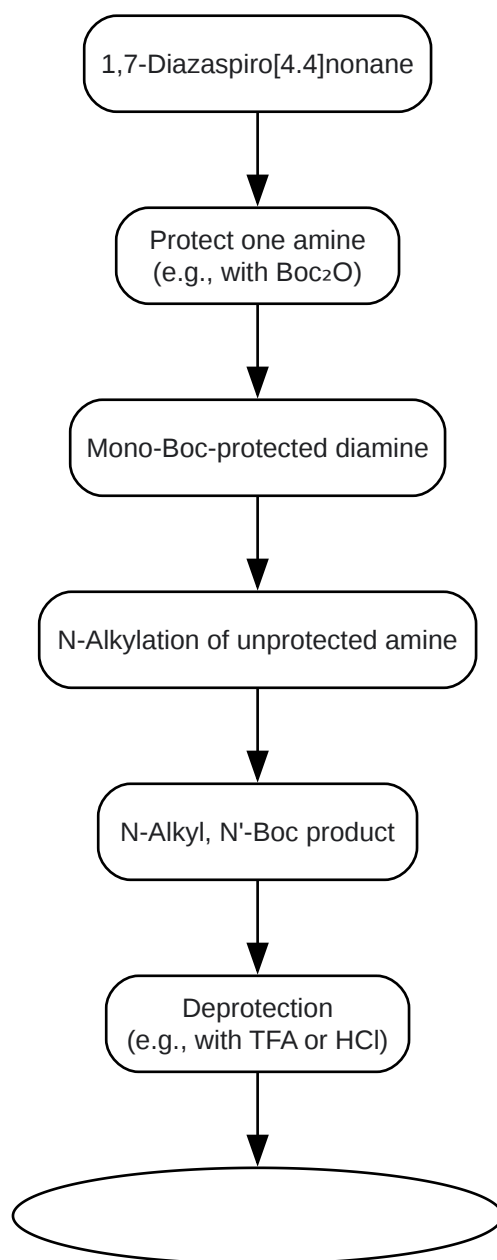 1,7-Diazaspiro[4.4]nonane
Protect one amine
(e.g., with Boc₂O)
Mono-Boc-protected diamine
N-Alkylation of unprotected amine
N-Alkyl, N'-Boc product
Deprotection
(e.g., with TFA or HCl)